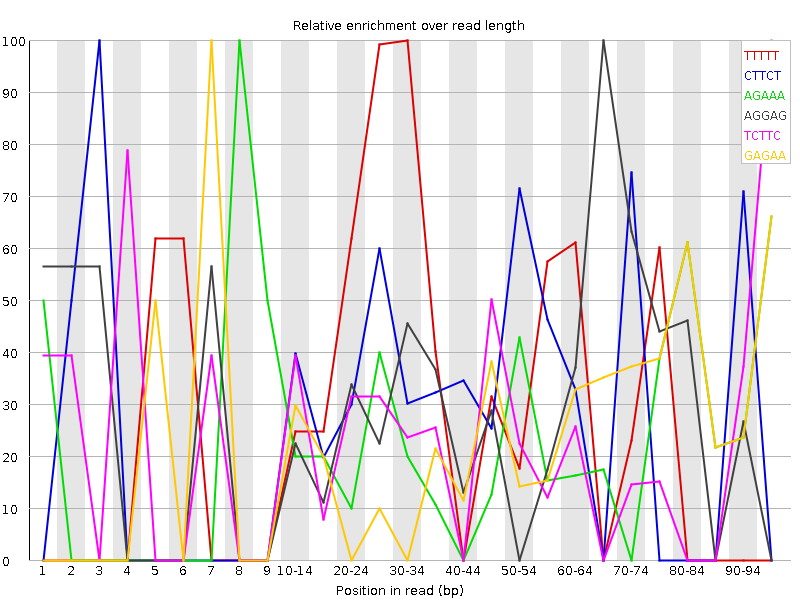 Relative enrichment over read length
100
90
80
70
60
50
40
30
20
10
0
TTTTT
CTTCT
AGAAA
AGGAG
TCTTC
GAGAA
1 2 3 4 5 6 7 8 9 10-14 20-24 30-34 40-44 50-54 60-64 70-74 80-84 90-94
Position in read (bp)